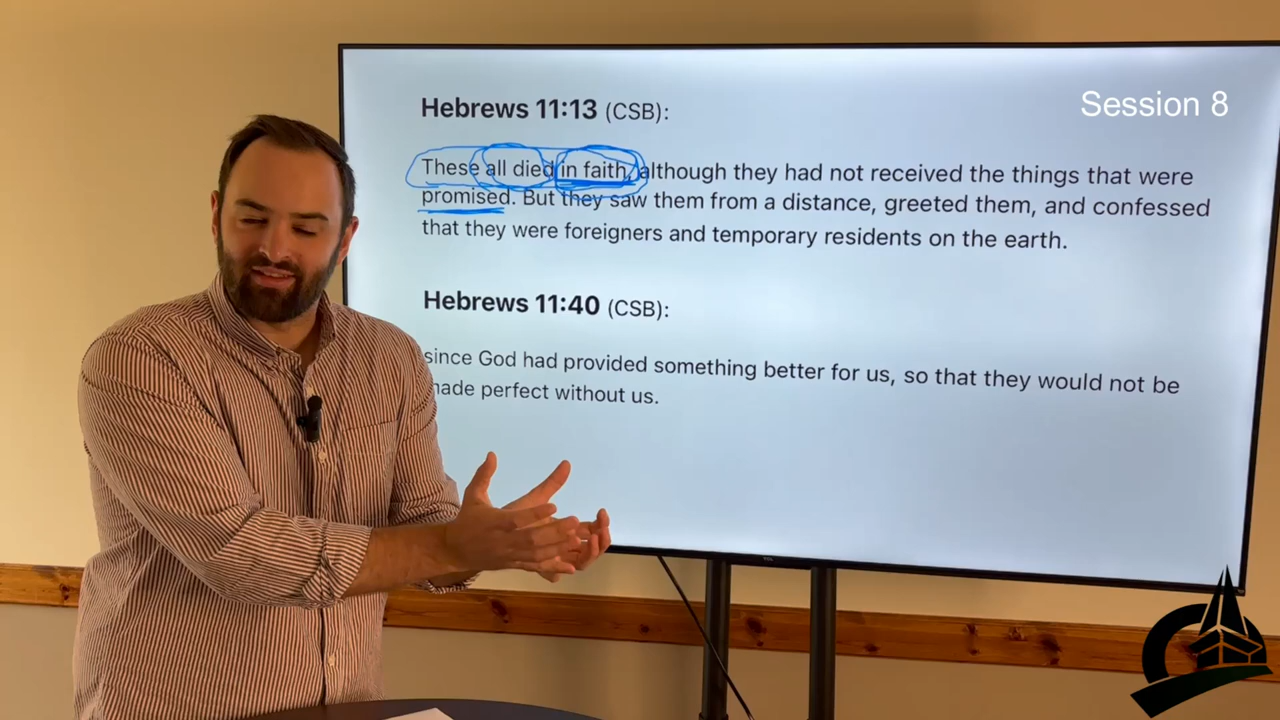 Session 8
Hebrews 11:13 (CSB):
These all died in faith, although they had not received the things that were
promised. But they saw them from a distance, greeted them, and confessed
that they were foreigners and temporary residents on the earth.
Hebrews 11:40 (CSB):
since God had provided something better for us, so that they would not be
made perfect without us.